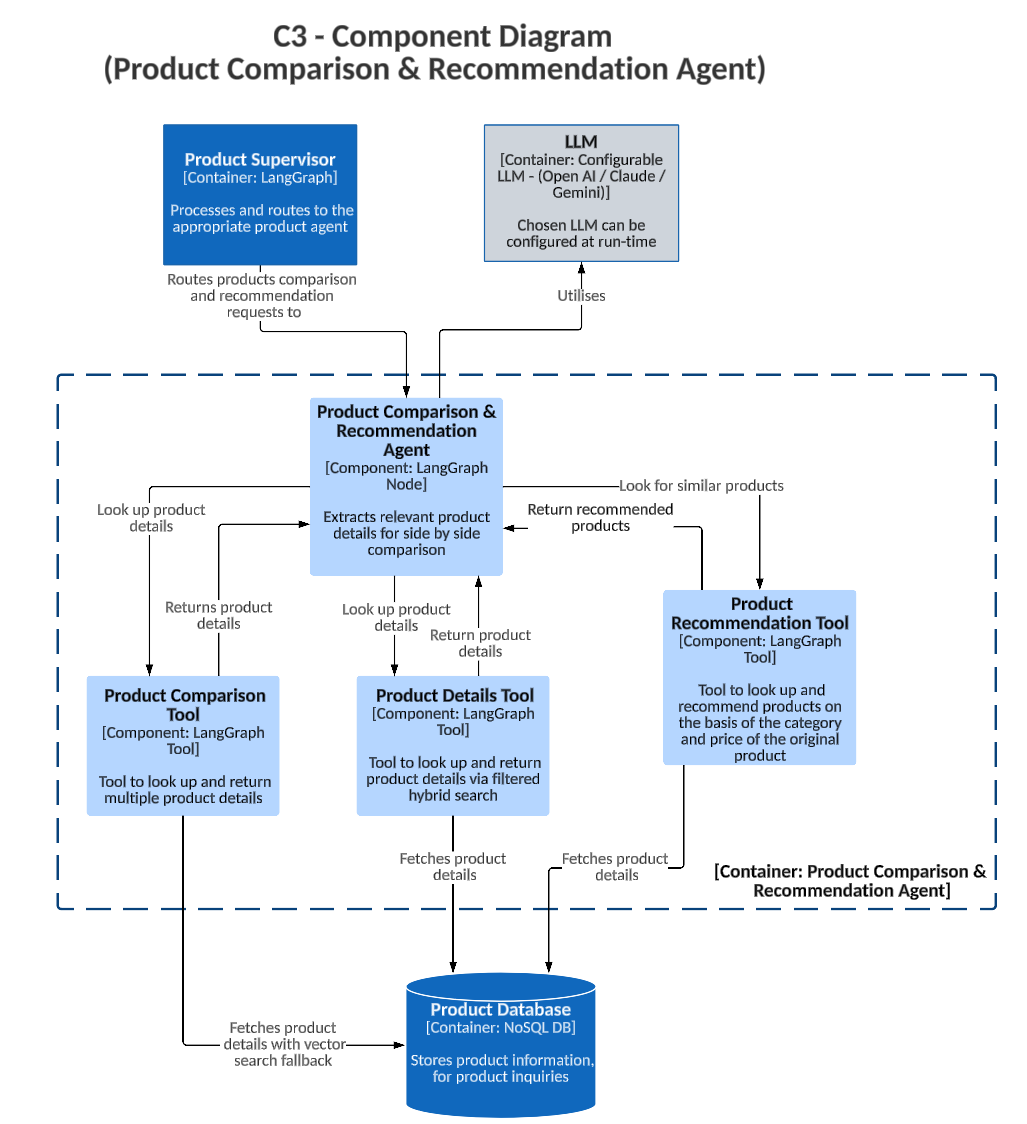 C3 - Component Diagram
(Product Comparison & Recommendation Agent)
Product Supervisor
[Container: LangGraph]
Processes and routes to the
appropriate product agent
LLM
[Container: Configurable
LLM - (Open AI / Claude /
Gemini)]
Chosen LLM can be
configured at run-time
Routes products comparison
and recommendation
requests to
Utilises
Product Comparison &
Recommendation
Agent
[Component: LangGraph
Node]
Extracts relevant product
details for side by side
comparison
Look up product
details
Returns product
details
Look up product
details
Return product
details
Look for similar products
Return recommended
products
Product Comparison
Tool
[Component: LangGraph
Tool]
Tool to look up and return
multiple product details
Product Details Tool
[Component: LangGraph
Tool]
Tool to look up and return
product details via filtered
hybrid search
Product
Recommendation Tool
[Component: LangGraph
Tool]
Tool to look up and
recommend products on
the basis of the category
and price of the original
product
Fetches product
details
Fetches product
details
[Container: Product Comparison &
Recommendation Agent]
Fetches product
details with vector
search fallback
Product Database
[Container: NoSQL DB]
Stores product information,
for product inquiries